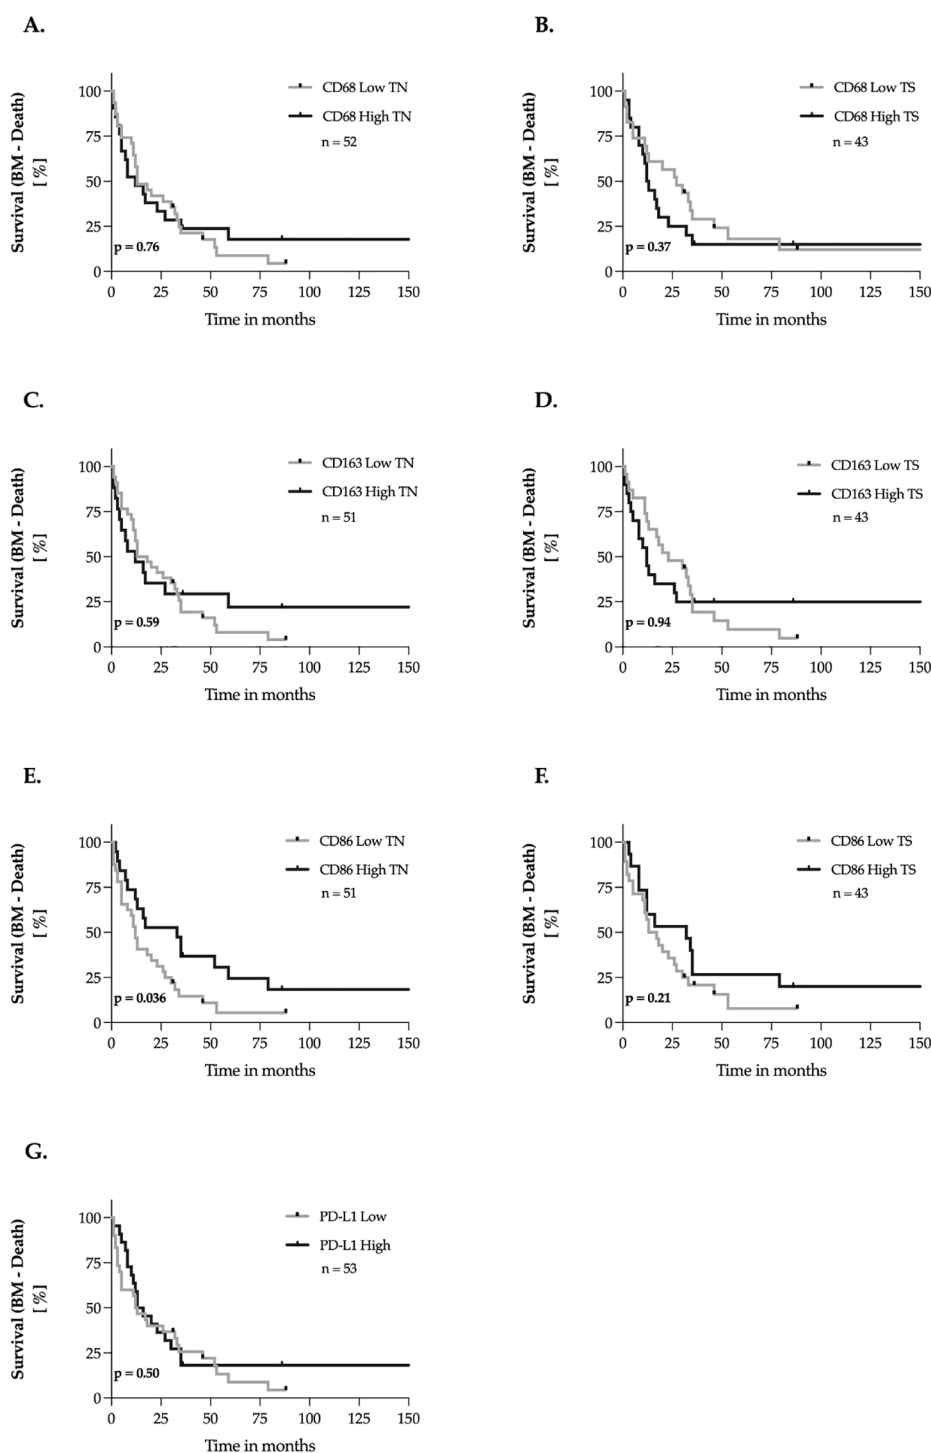 A.
Survival (BM - Death)
[ %]
100
75
50
25
0
CD68 Low TN
CD68 High TN
n = 52
p = 0.76
0 25 50 75 100 125 150
Time in months
B.
Survival (BM - Death)
[ %]
100
75
50
25
0
CD68 Low TS
CD68 High TS
n = 43
p = 0.37
0 25 50 75 100 125 150
Time in months
C.
Survival (BM - Death)
[ %]
100
75
50
25
0
CD163 Low TN
CD163 High TN
n = 51
p = 0.59
0 25 50 75 100 125 150
Time in months
D.
Survival (BM - Death)
[ %]
100
75
50
25
0
CD163 Low TS
CD163 High TS
n = 43
p = 0.94
0 25 50 75 100 125 150
Time in months
E.
Survival (BM - Death)
[ %]
100
75
50
25
0
CD86 Low TN
CD86 High TN
n = 51
p = 0.036
0 25 50 75 100 125 150
Time in months
F.
Survival (BM - Death)
[ %]
100
75
50
25
0
CD86 Low TS
CD86 High TS
n = 43
p = 0.21
0 25 50 75 100 125 150
Time in months
G.
Survival (BM - Death)
[ %]
100
75
50
25
0
PD-L1 Low
PD-L1 High
n = 53
p = 0.50
0 25 50 75 100 125 150
Time in months